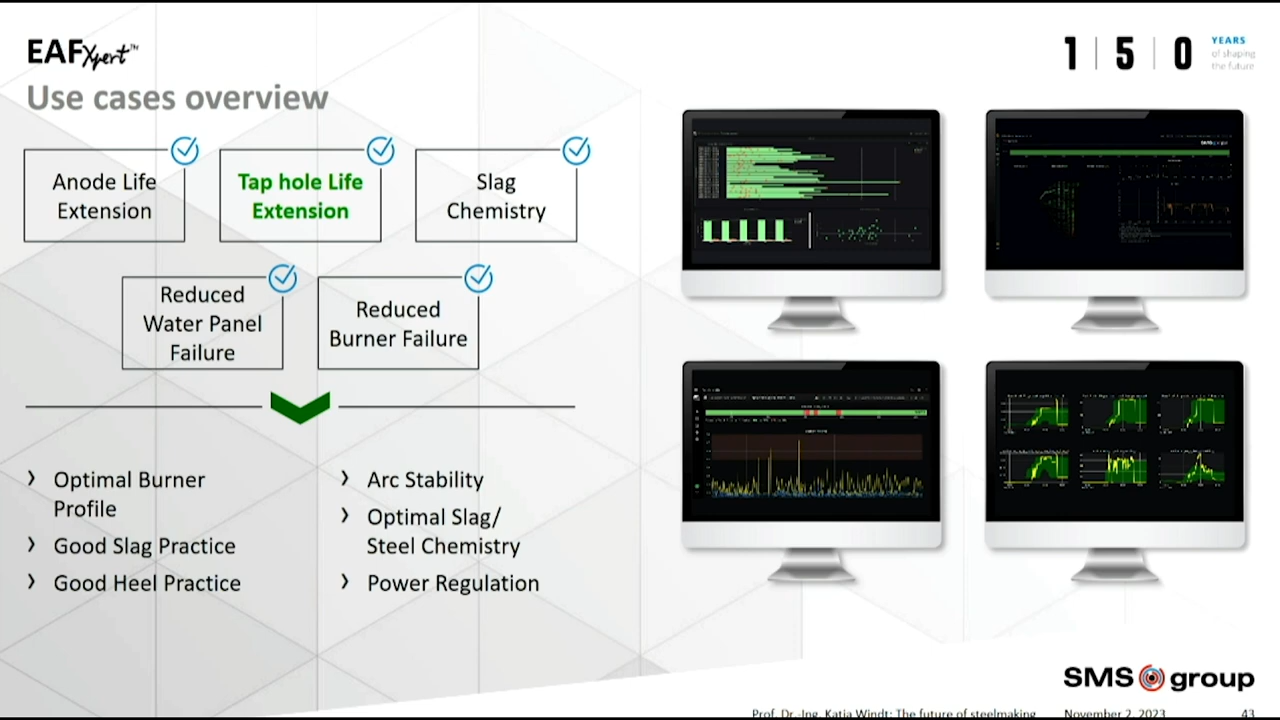 EAFXpert™
1 | 5 | 0
YEARS
of shaping
the future
Use cases overview
Anode Life
Extension
Tap hole Life
Extension
Slag
Chemistry
Reduced
Water Panel
Failure
Reduced
Burner Failure
› Optimal Burner
Profile
› Good Slag Practice
› Good Heel Practice
› Arc Stability
› Optimal Slag/
Steel Chemistry
› Power Regulation
SMS group
SMS group
Prof. Dr.-Ing. Katja Windt: The future of steelmaking
November 2, 2023
43